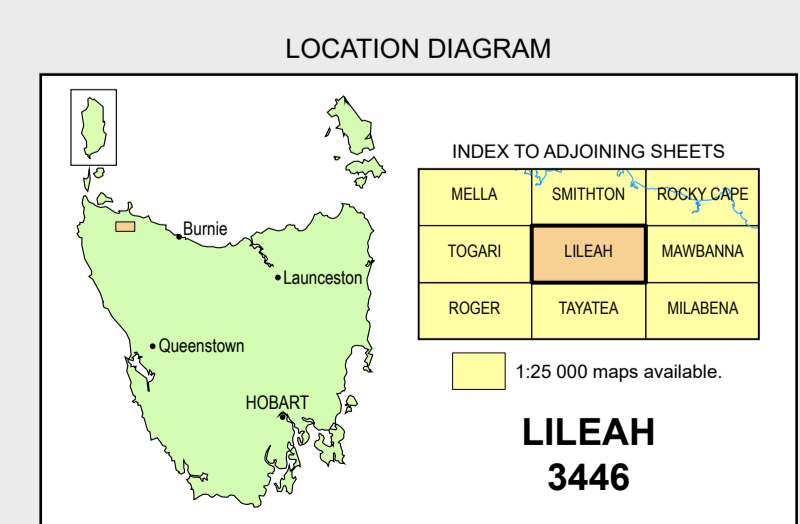 LOCATION DIAGRAM
Burnie
Launceston
Queenstown
HOBART
INDEX TO ADJOINING SHEETS
MELLA SMITHTON ROCKY CAPE
TOGARI LILEAH MAWBANNA
ROGER TAYATEA MILABENA
1:25 000 maps available.
LILEAH
3446